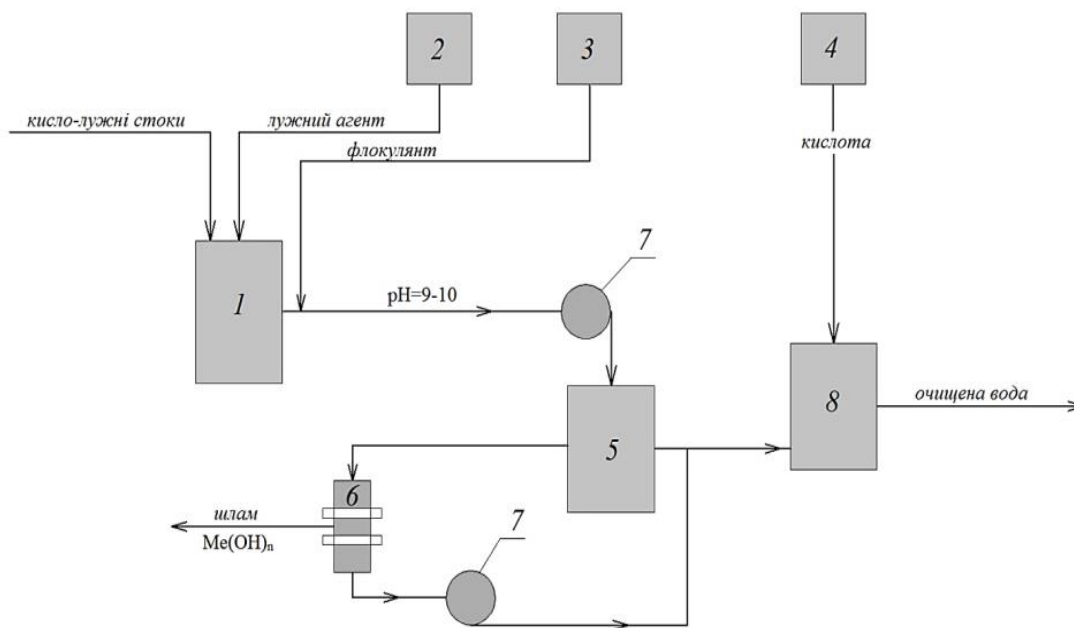 2
3
4
кисло-лужні стоки
лужний агент
флокулянт
кислота
1
pH=9-10
7
5
8
очищена вода
6
шлам
Me(OH)n
7